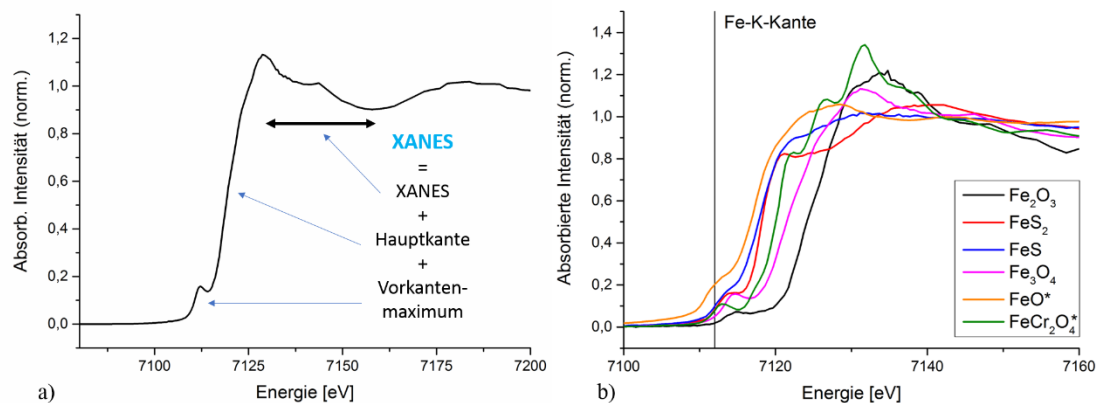 1,2
1,0
0,8
0,6
0,4
0,2
0,0
Absorb. Intensität (norm.)
XANES
=
XANES
+
Hauptkante
+
Vorkanten-
maximum
7100
7125
7150
7175
7200
Energie [eV]
a)
Fe-K-Kante
1,4
1,2
1,0
0,8
0,6
0,4
0,2
0,0
Absorbierte Intensität (norm.)
Fe₂O₃
FeS₂
FeS
Fe₃O₄
FeO*
FeCr₂O₄*
7100
7120
7140
7160
Energie [eV]
b)